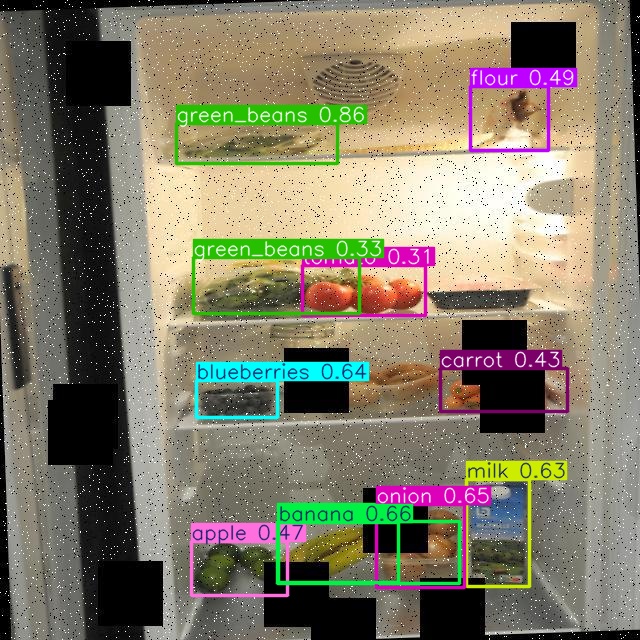 flour 0.49
green_beans 0.86
green_beans 0.33
0.31
blueberries 0.64
carrot 0.43
milk 0.63
onion 0.65
banana 0.66
apple 0.47